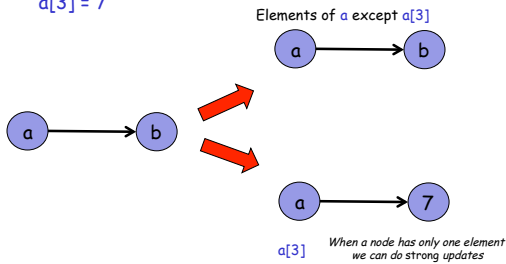 a[3] = 7
Elements of a except a[3]
a
b
a
b
a
7
a[3]
When a node has only one element
we can do strong updates